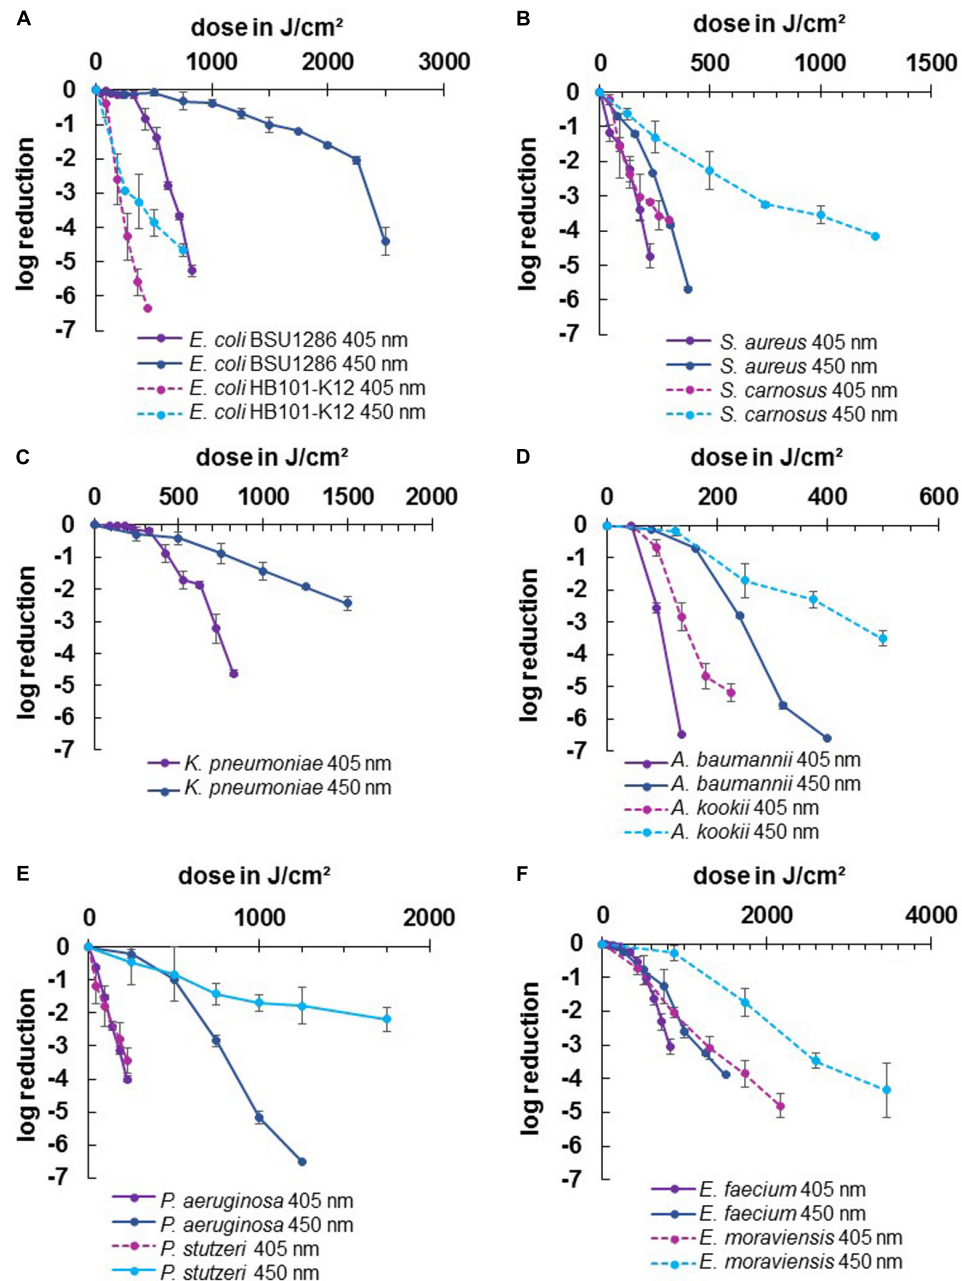 A
dose in J/cm²
0 1000 2000 3000
-0
-1
-2
-3
-4
-5
-6
-7
log reduction
E. coli BSU1286 405 nm
E. coli BSU1286 450 nm
E. coli HB101-K12 405 nm
E. coli HB101-K12 450 nm
B
dose in J/cm²
0 500 1000 1500
-0
-1
-2
-3
-4
-5
-6
-7
log reduction
S. aureus 405 nm
S. aureus 450 nm
S. carnosus 405 nm
S. carnosus 450 nm
C
dose in J/cm²
0 500 1000 1500 2000
0
-1
-2
-3
-4
-5
-6
-7
log reduction
K. pneumoniae 405 nm
K. pneumoniae 450 nm
D
dose in J/cm²
0 200 400 600
0
-1
-2
-3
-4
-5
-6
-7
log reduction
A. baumannii 405 nm
A. baumannii 450 nm
A. kookii 405 nm
A. kookii 450 nm
E
dose in J/cm²
0 1000 2000
0
-1
-2
-3
-4
-5
-6
-7
log reduction
P. aeruginosa 405 nm
P. aeruginosa 450 nm
P. stutzeri 405 nm
P. stutzeri 450 nm
F
dose in J/cm²
0 2000 4000
0
-1
-2
-3
-4
-5
-6
-7
log reduction
E. faecium 405 nm
E. faecium 450 nm
E. moraviensis 405 nm
E. moraviensis 450 nm